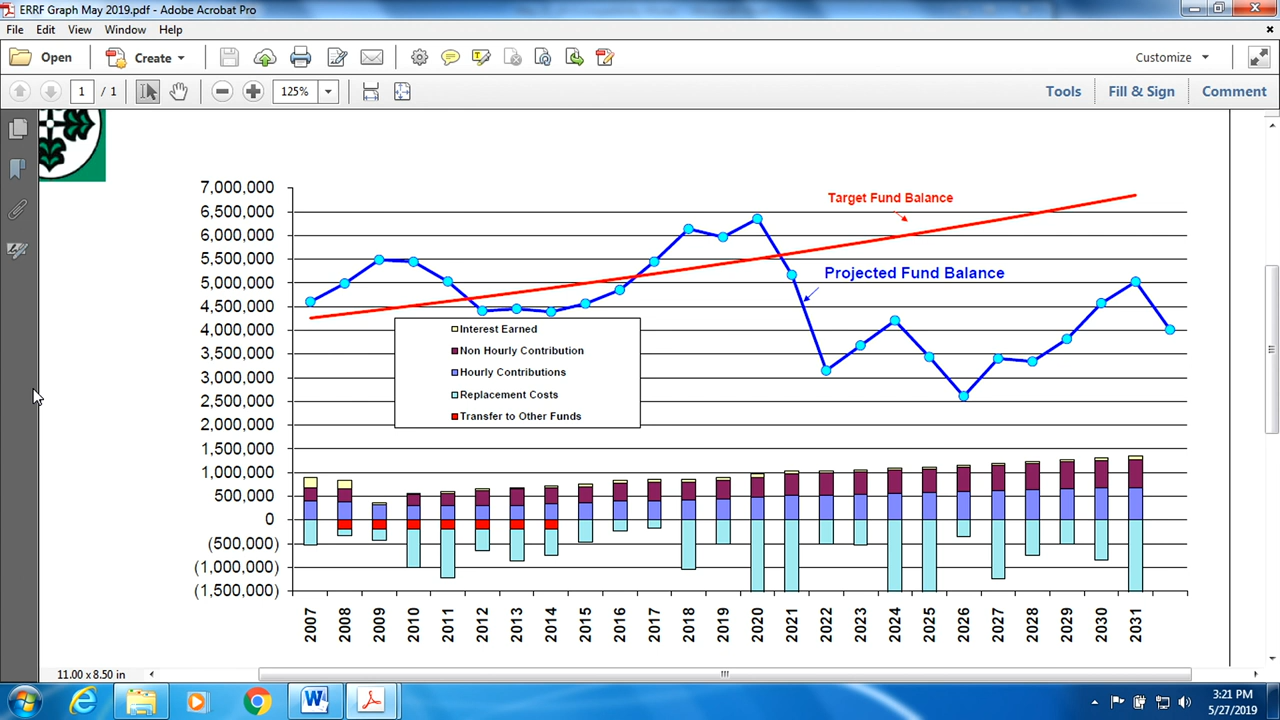 ERRF Graph May 2019.pdf - Adobe Acrobat Pro
File Edit View Window Help
Open Create Customize
1 / 1 125% Tools Fill & Sign Comment
7,000,000
6,500,000
6,000,000
5,500,000
5,000,000
4,500,000
4,000,000
3,500,000
3,000,000
2,500,000
2,000,000
1,500,000
1,000,000
500,000
0
(500,000)
(1,000,000)
(1,500,000)
Target Fund Balance
Projected Fund Balance
Interest Earned
Non Hourly Contribution
Hourly Contributions
Replacement Costs
Transfer to Other Funds
2007 2008 2009 2010 2011 2012 2013 2014 2015 2016 2017 2018 2019 2020 2021 2022 2023 2024 2025 2026 2027 2028 2029 2030 2031
11.00 x 8.50 in
3:21 PM
5/27/2019